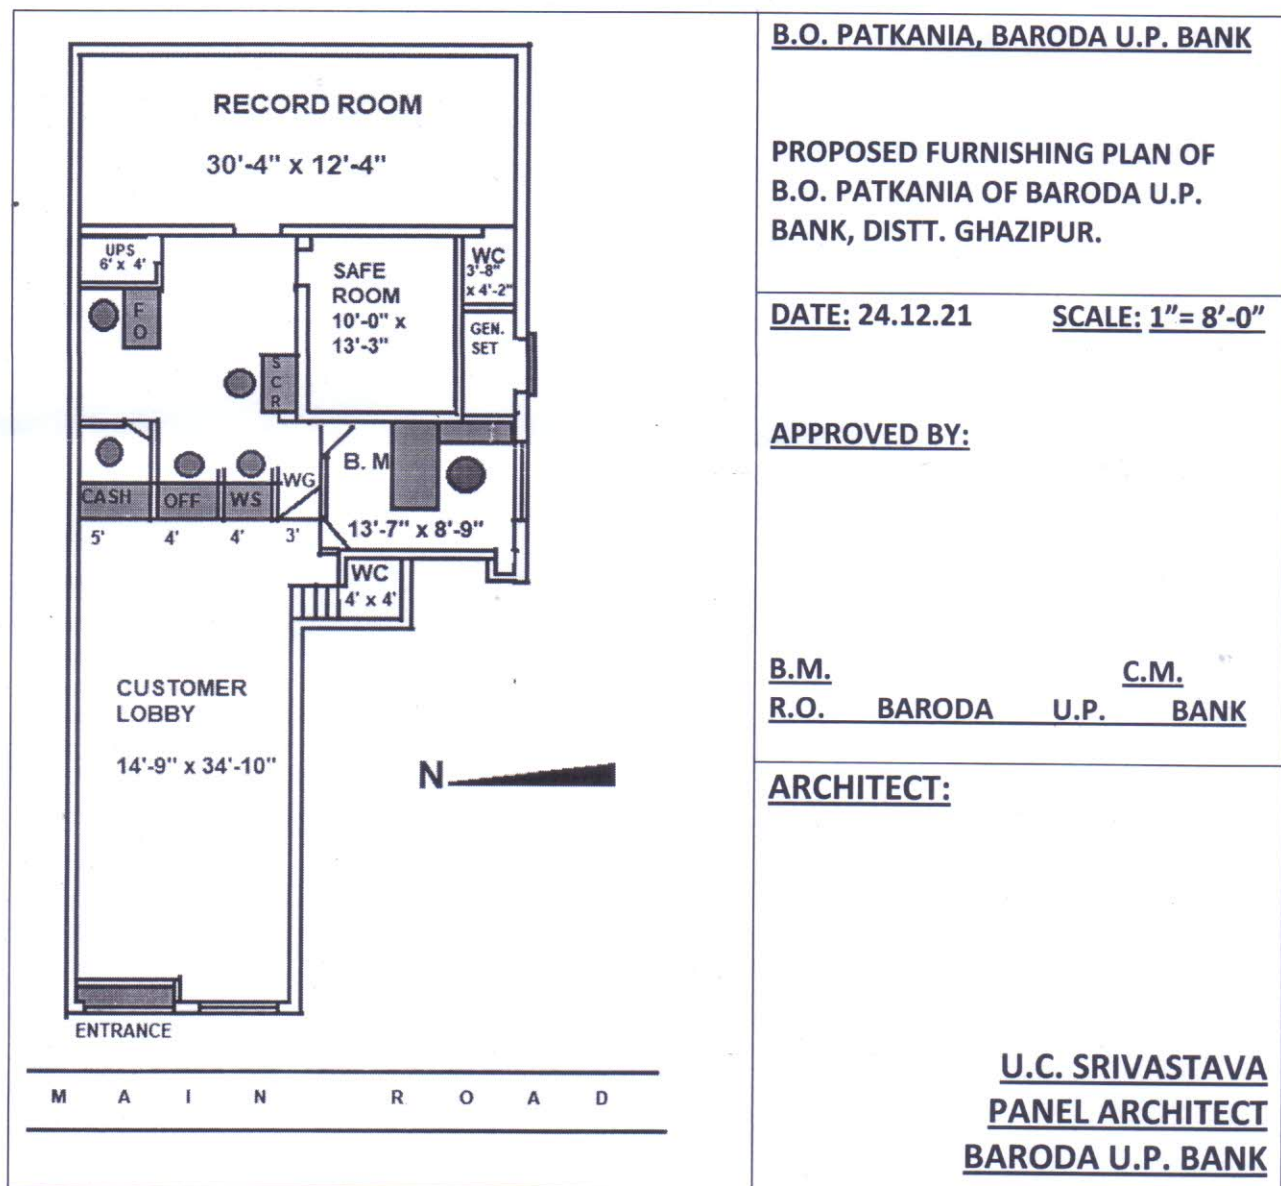 RECORD ROOM
30'-4" x 12'-4"
UPS
6' x 4'
SAFE
ROOM
10'-0" x
13'-3"
WC
3'-8"
x 4'-2"
GEN.
SET
F
O
S
C
R
B. M
WG
CASH
OFF
WS
5'
4'
4'
3'
13'-7" x 8'-9"
WC
4' x 4'
CUSTOMER
LOBBY
14'-9" x 34'-10"
N
ENTRANCE
MAIN ROAD
B.O. PATKANIA, BARODA U.P. BANK
PROPOSED FURNISHING PLAN OF
B.O. PATKANIA OF BARODA U.P.
BANK, DISTT. GHAZIPUR.
DATE: 24.12.21 SCALE: 1”= 8’-0”
APPROVED BY:
B.M. C.M.
R.O. BARODA U.P. BANK
ARCHITECT:
U.C. SRIVASTAVA
PANEL ARCHITECT
BARODA U.P. BANK